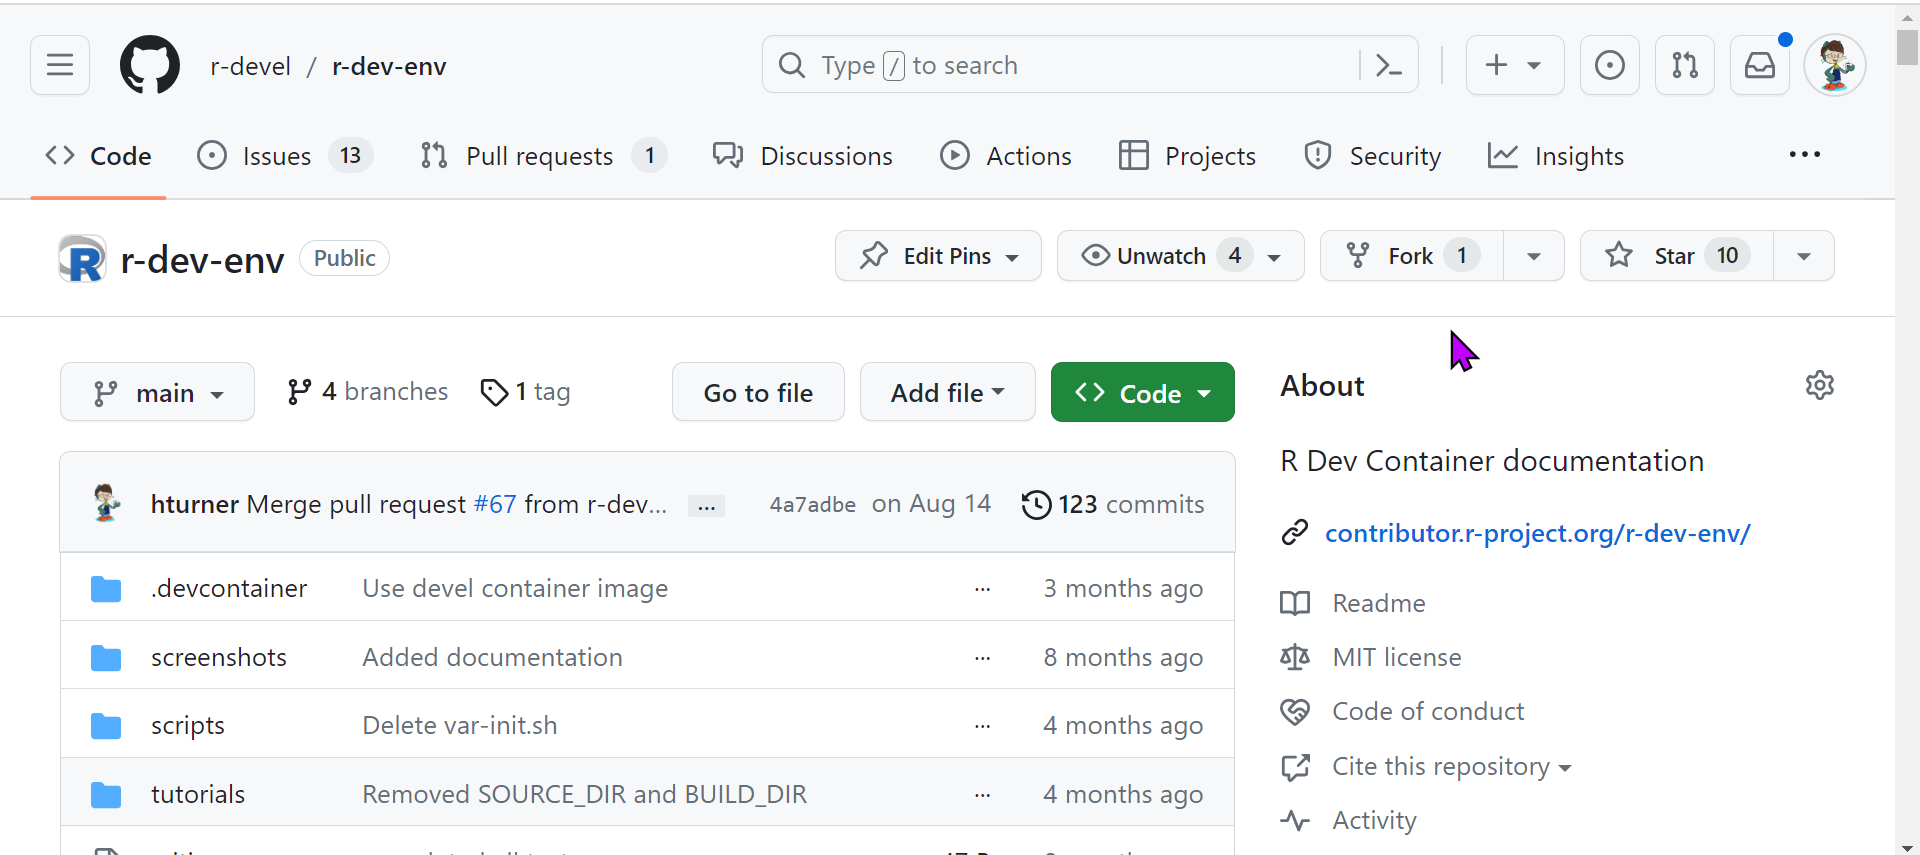 r-devel / r-dev-env
Type / to search
Code
Issues 13
Pull requests 1
Discussions
Actions
Projects
Security
Insights
R r-dev-env Public
Edit Pins
Unwatch 4
Fork 1
Star 10
main
4 branches
1 tag
Go to file
Add file
Code
hturner Merge pull request #67 from r-dev... ... 4a7adbe on Aug 14 123 commits
.devcontainer Use devel container image ... 3 months ago
screenshots Added documentation ... 8 months ago
scripts Delete var-init.sh ... 4 months ago
tutorials Removed SOURCE_DIR and BUILD_DIR ... 4 months ago
About
R Dev Container documentation
contributor.r-project.org/r-dev-env/
Readme
MIT license
Code of conduct
Cite this repository
Activity